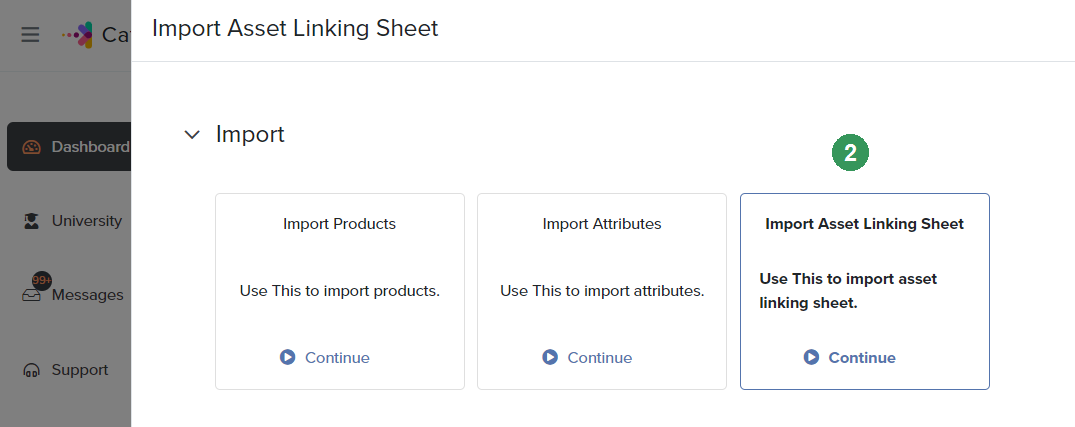 Import Asset Linking Sheet
Ca
Dashboard
University
99+
Messages
Support
Import
2
Import Products
Use This to import products.
Continue
Import Attributes
Use This to import attributes.
Continue
Import Asset Linking Sheet
Use This to import asset
linking sheet.
Continue